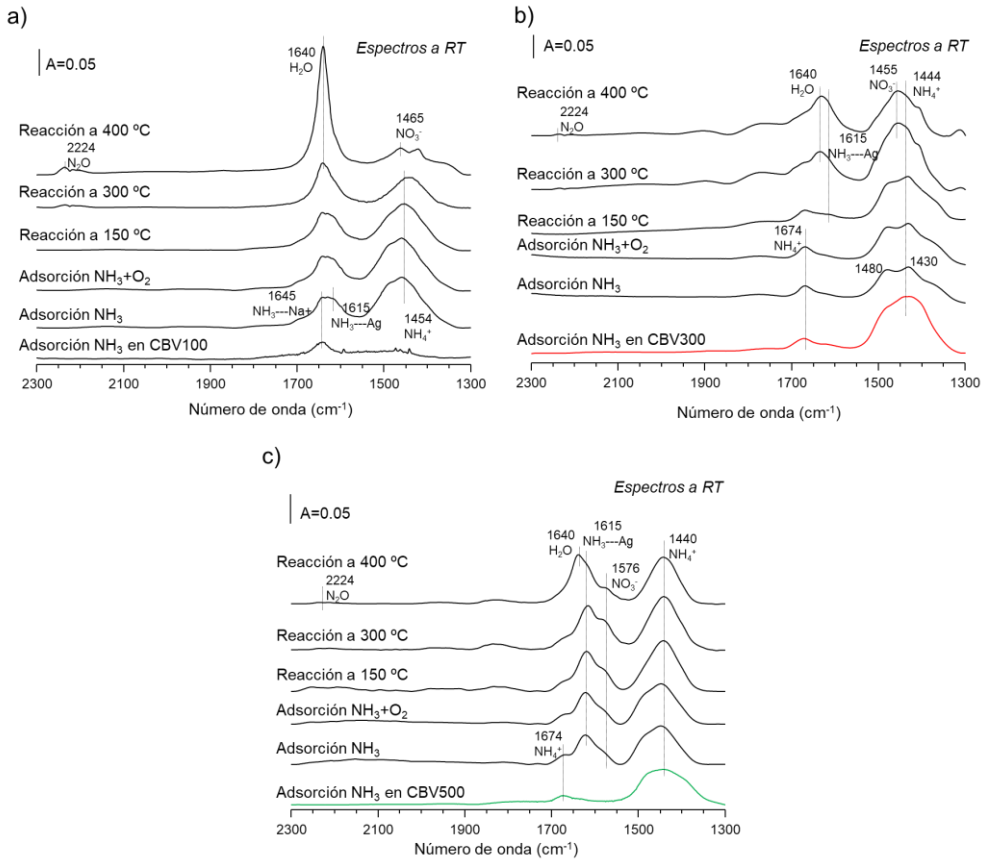 a)
A=0.05
Espectros a RT
1640
H₂O
Reacción a 400 ºC
2224
N₂O
1465
NO₃⁻
Reacción a 300 ºC
Reacción a 150 ºC
Adsorción NH₃+O₂
1645
NH₃---Na+
1615
NH₃---Ag
1454
NH₄⁺
Adsorción NH₃
Adsorción NH₃ en CBV100
2300 2100 1900 1700 1500 1300
Número de onda (cm⁻¹)
b)
A=0.05
Espectros a RT
1640
H₂O
1455
NO₃⁻
1444
NH₄⁺
Reacción a 400 ºC
2224
N₂O
1615
NH₃---Ag
Reacción a 300 ºC
Reacción a 150 ºC
1674
NH₄⁺
Adsorción NH₃+O₂
1480
1430
Adsorción NH₃
Adsorción NH₃ en CBV300
2300 2100 1900 1700 1500 1300
Número de onda (cm⁻¹)
c)
Espectros a RT
A=0.05
1640
H₂O
1615
NH₃---Ag
1440
NH₄⁺
Reacción a 400 ºC
1576
NO₃⁻
2224
N₂O
Reacción a 300 ºC
Reacción a 150 ºC
Adsorción NH₃+O₂
1674
NH₄⁺
Adsorción NH₃
Adsorción NH₃ en CBV500
2300 2100 1900 1700 1500 1300
Número de onda (cm⁻¹)